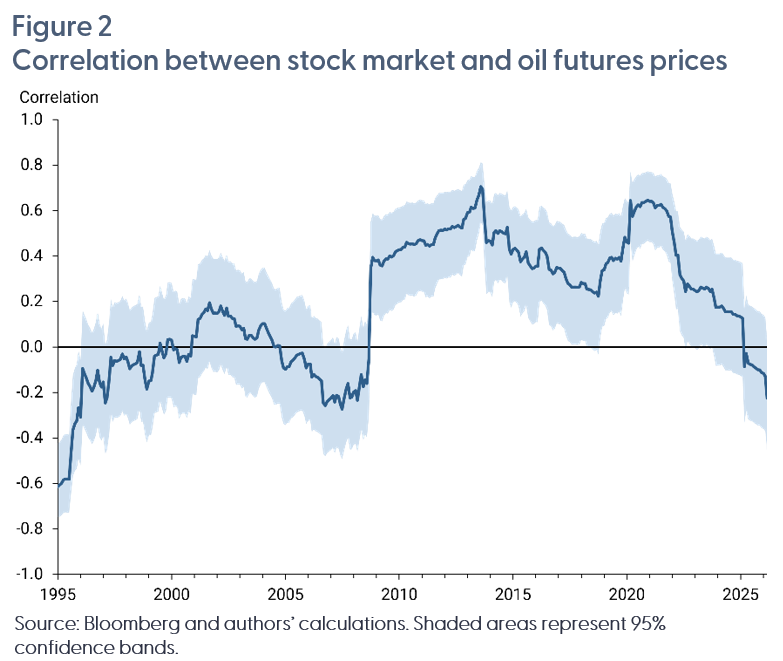 Figure 2
Correlation between stock market and oil futures prices
Correlation
1.0
0.8
0.6
0.4
0.2
0.0
-0.2
-0.4
-0.6
-0.8
-1.0
1995 2000 2005 2010 2015 2020 2025
Source: Bloomberg and authors’ calculations. Shaded areas represent 95%
confidence bands.